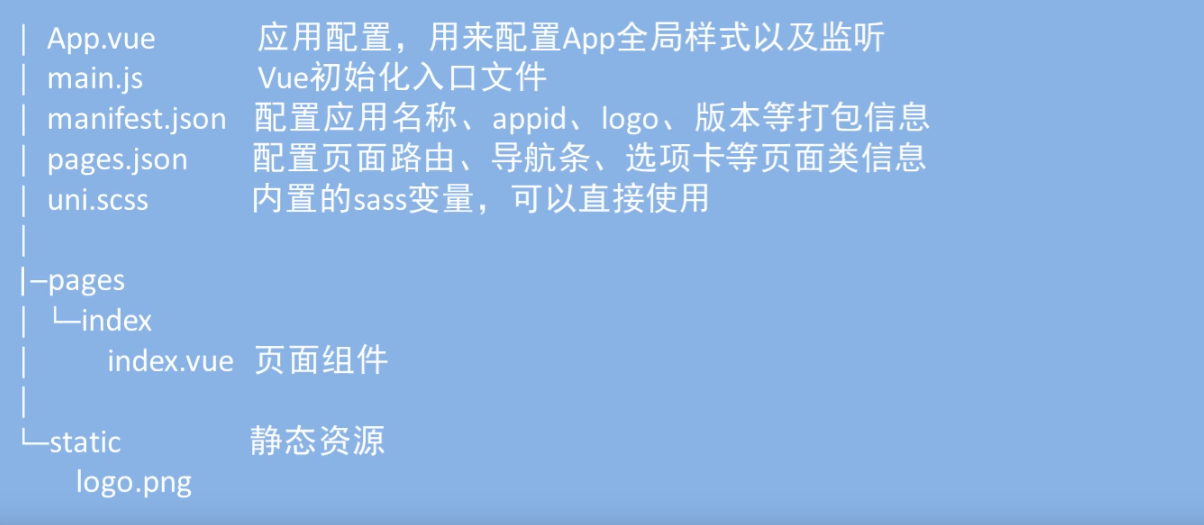 │ App.vue 应用配置，用来配置App全局样式以及监听
│ main.js Vue初始化入口文件
│ manifest.json 配置应用名称、appid、logo、版本等打包信息
│ pages.json 配置页面路由、导航条、选项卡等页面类信息
│ uni.scss 内置的sass变量，可以直接使用
│
├─pages
│ └─index
│ index.vue 页面组件
│
└─static 静态资源
logo.png